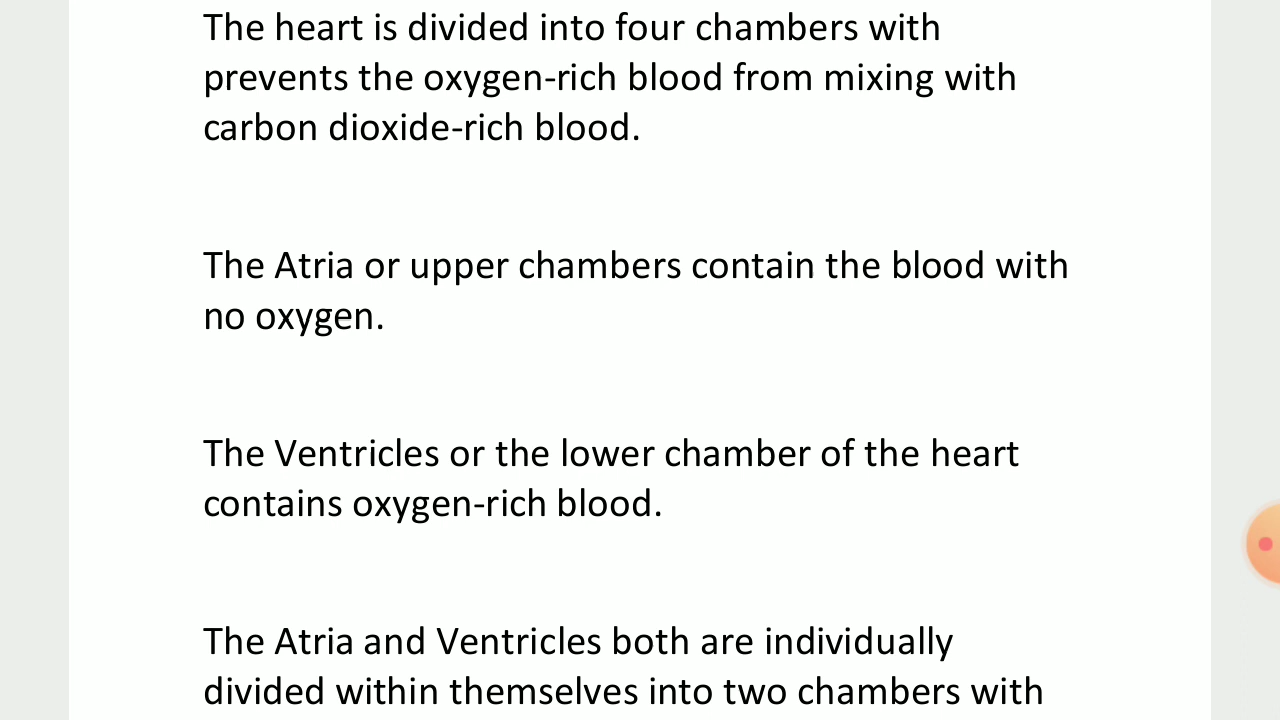 The heart is divided into four chambers with
prevents the oxygen-rich blood from mixing with
carbon dioxide-rich blood.
The Atria or upper chambers contain the blood with
no oxygen.
The Ventricles or the lower chamber of the heart
contains oxygen-rich blood.
The Atria and Ventricles both are individually
divided within themselves into two chambers with